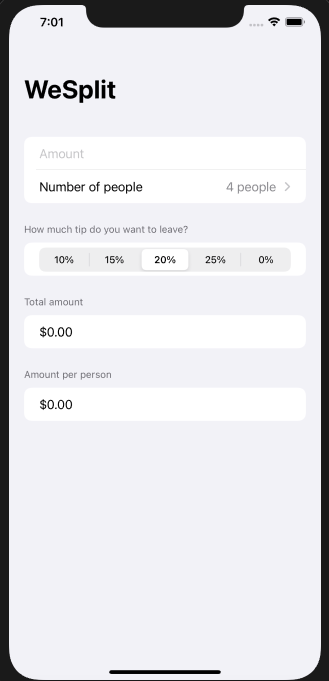 7:01
WeSplit
Amount
Number of people 4 people
How much tip do you want to leave?
10% 15% 20% 25% 0%
Total amount
$0.00
Amount per person
$0.00